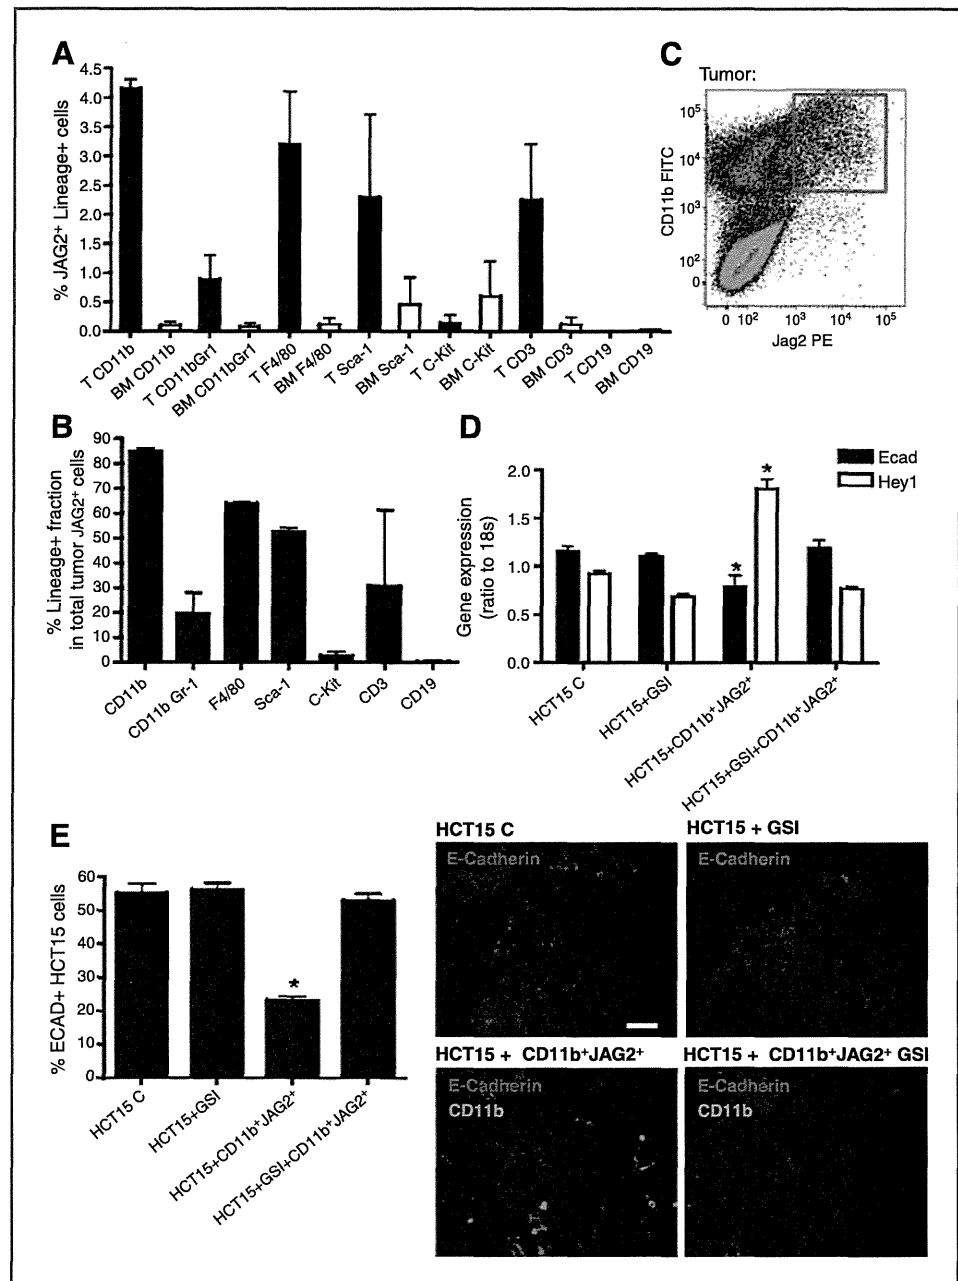 A
% JAG2+ Lineage+ cells
4.5
4.0
3.5
3.0
2.5
2.0
1.5
1.0
0.5
0.0
T CD11b
BM CD11b
T CD11bGr1
BM CD11bGr1
T F4/80
BM F4/80
T Sca-1
BM Sca-1
T C-Kit
BM C-Kit
T CD3
BM CD3
T CD19
BM CD19
C
Tumor:
CD11b FITC
10⁵
10⁴
10³
10²
0
0 10² 10³ 10⁴ 10⁵
Jag2 PE
B
% Lineage+ fraction
in total tumor JAG2+ cells
90
80
70
60
50
40
30
20
10
0
CD11b
CD11b Gr-1
F4/80
Sca-1
C-Kit
CD3
CD19
D
Gene expression
(ratio to 18s)
2.0
1.5
1.0
0.5
0.0
*
*
Ecad
Hey1
HCT15 C
HCT15+GSI
HCT15+CD11b+JAG2+
HCT15+GSI+CD11b+JAG2+
E
% ECAD+ HCT15 cells
60
50
40
30
20
10
0
*
HCT15 C
HCT15+GSI
HCT15+CD11b+JAG2+
HCT15+GSI+CD11b+JAG2+
HCT15 C
E-Cadherin
HCT15 + GSI
E-Cadherin
HCT15 + CD11b+JAG2+
E-Cadherin
CD11b
HCT15 + CD11b+JAG2+ GSI
E-Cadherin
CD11b